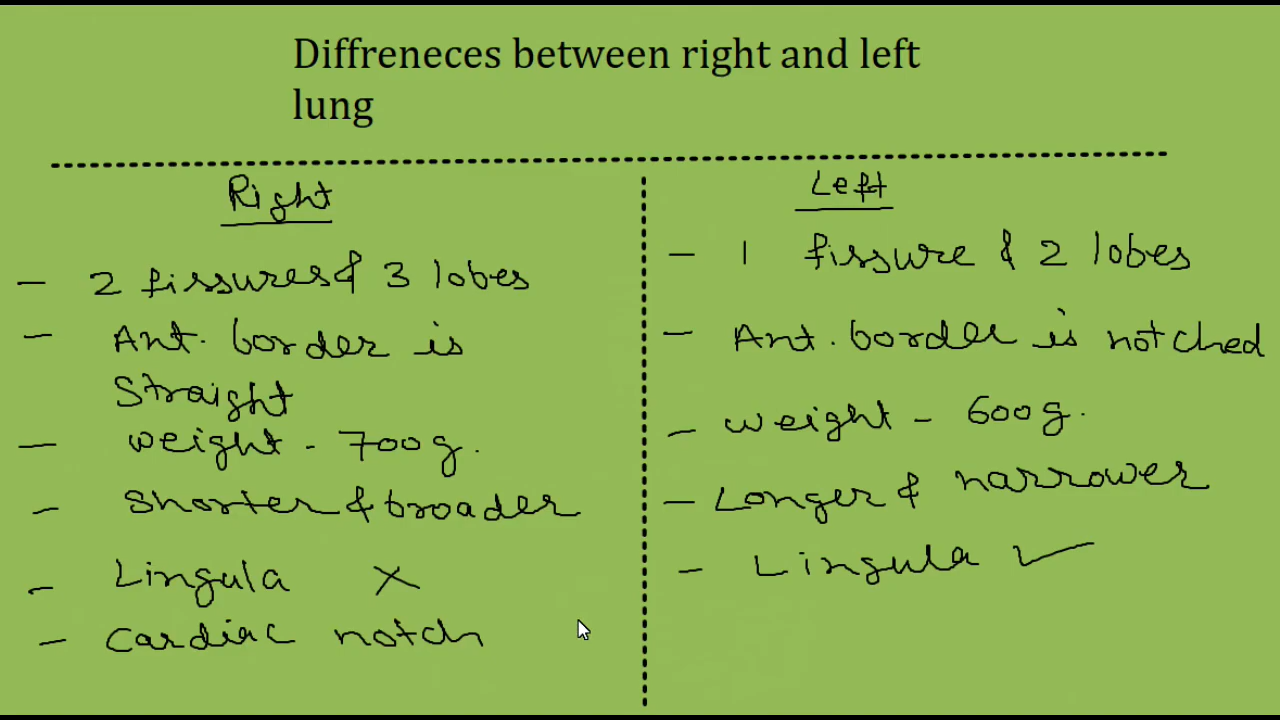 Diffreneces between right and left
lung
Right
- 2 fissures & 3 lobes
- Ant. border is
straight
- weight - 700g.
- shorter & broader
- Lingula ×
- cardiac notch
Left
- 1 fissure & 2 lobes
- Ant. border is notched
- weight - 600g.
- Longer & narrower
- Lingula ✓